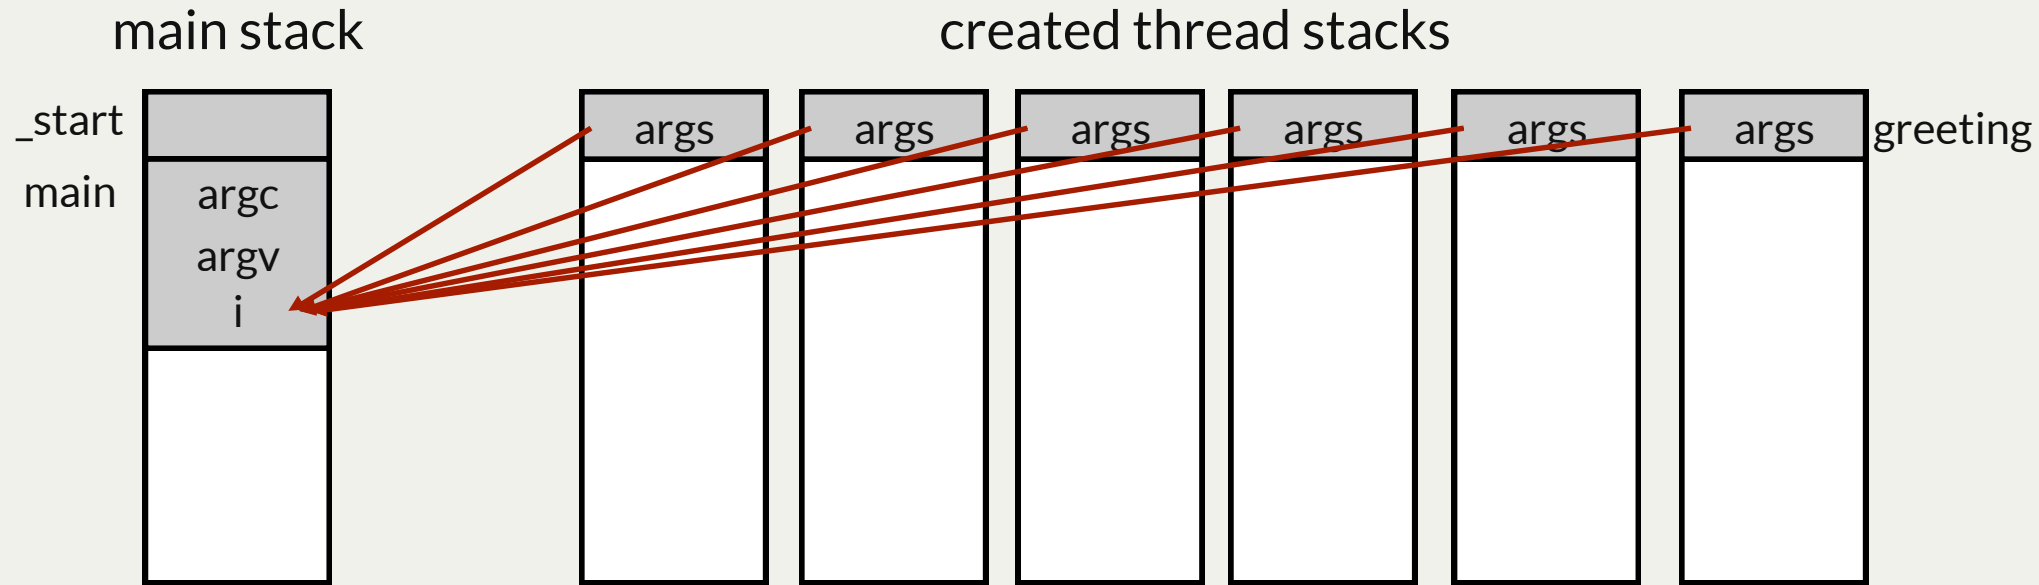 main stack
created thread stacks
_start
args args args args args args greeting
main
argc
argv
i